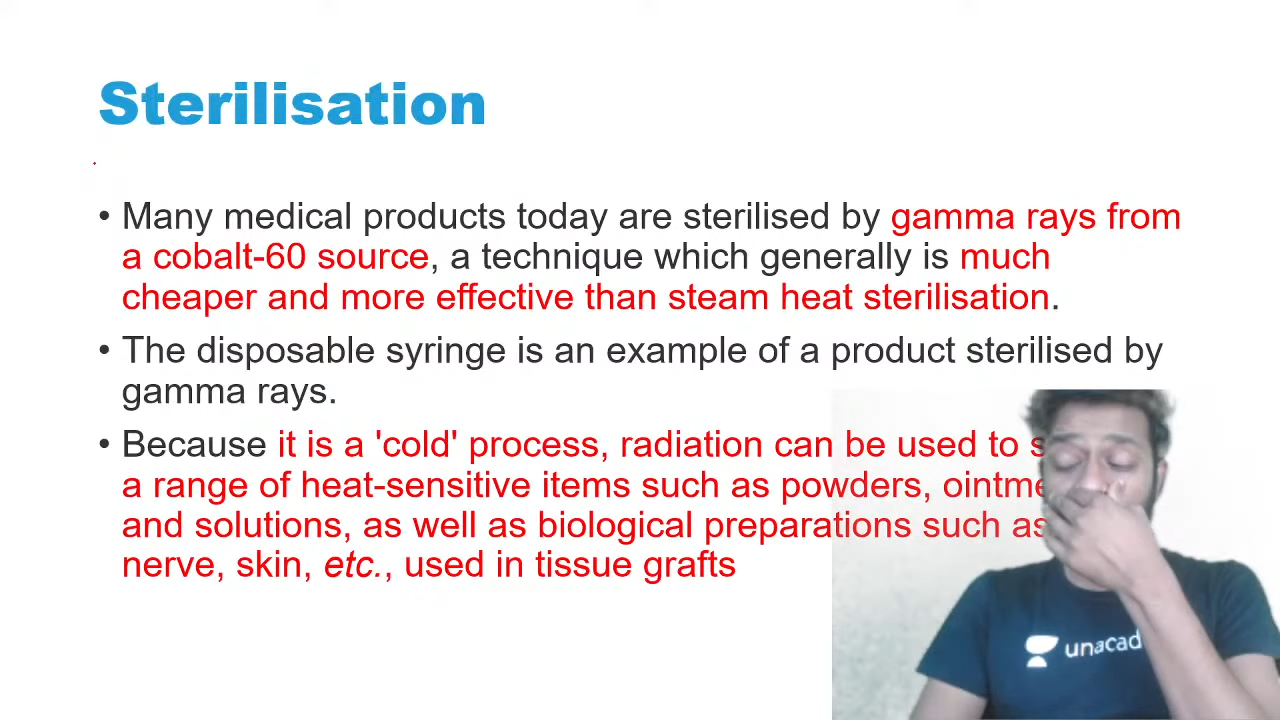 Sterilisation
• Many medical products today are sterilised by gamma rays from
a cobalt-60 source, a technique which generally is much
cheaper and more effective than steam heat sterilisation.
• The disposable syringe is an example of a product sterilised by
gamma rays.
• Because it is a 'cold' process, radiation can be used to
a range of heat-sensitive items such as powders,
and solutions, as well as biological preparations such as
nerve, skin, etc., used in tissue grafts